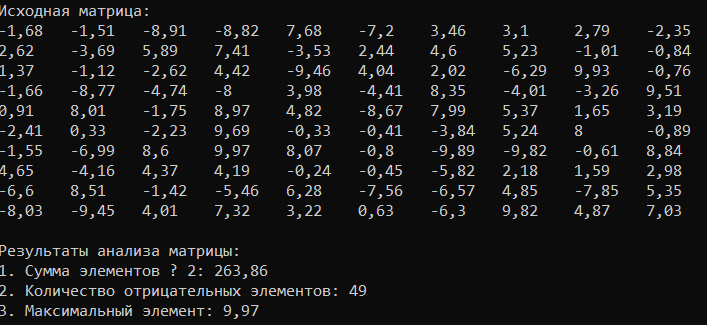 Исходная матрица:
-1,68 -1,51 -8,91 -8,82 7,68 -7,2 3,46 3,1 2,79 -2,35
2,62 -3,69 5,89 7,41 -3,53 2,44 4,6 5,23 -1,01 -0,84
1,37 -1,12 -2,62 4,42 -9,46 4,04 2,02 -6,29 9,93 -0,76
-1,66 -8,77 -4,74 -8 3,98 -4,41 8,35 -4,01 -3,26 9,51
0,91 8,01 -1,75 8,97 4,82 -8,67 7,99 5,37 1,65 3,19
-2,41 0,33 -2,23 9,69 -0,33 -0,41 -3,84 5,24 8 -0,89
-1,55 -6,99 8,6 9,97 8,07 -0,8 -9,89 -9,82 -0,61 8,84
4,65 -4,16 4,37 4,19 -0,24 -0,45 -5,82 2,18 1,59 2,98
-6,6 8,51 -1,42 -5,46 6,28 -7,56 -6,57 4,85 -7,85 5,35
-8,03 -9,45 4,01 7,32 3,22 0,63 -6,3 9,82 4,87 7,03
Результаты анализа матрицы:
1. Сумма элементов ? 2: 263,86
2. Количество отрицательных элементов: 49
3. Максимальный элемент: 9,97